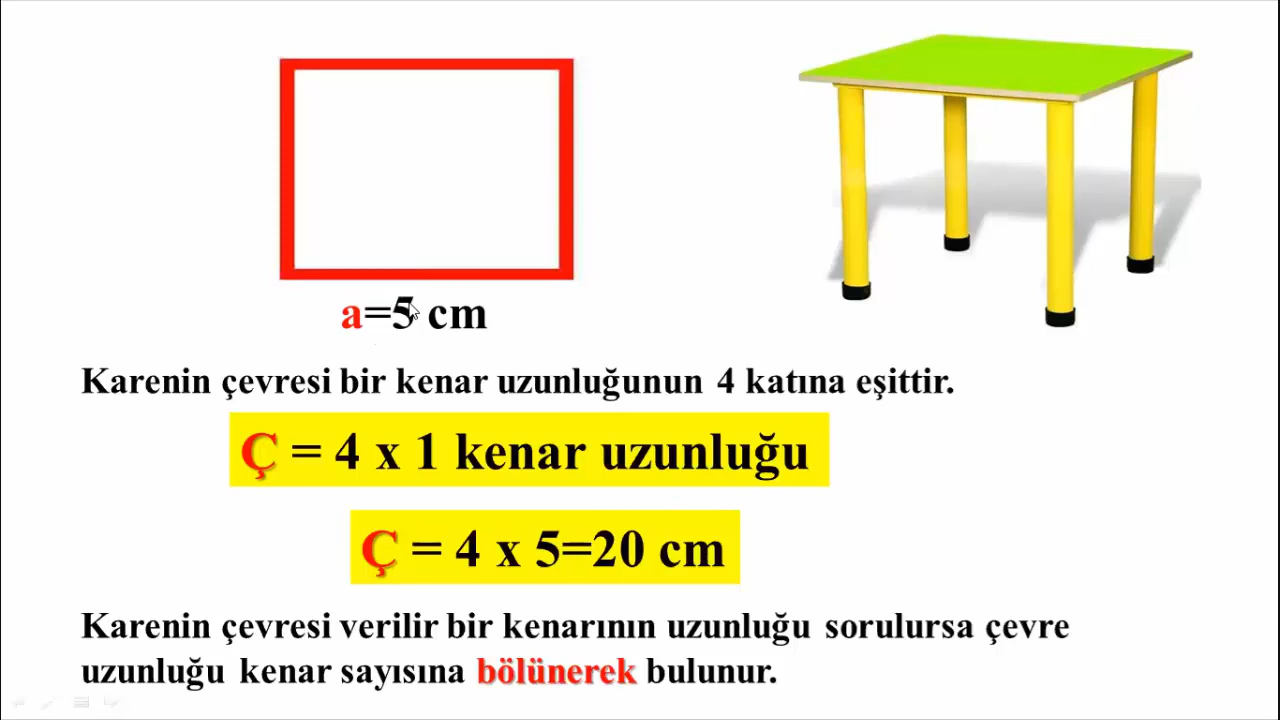 a=5 cm
Karenin çevresi bir kenar uzunluğunun 4 katına eşittir.
Ç = 4 x 1 kenar uzunluğu
Ç = 4 x 5=20 cm
Karenin çevresi verilir bir kenarının uzunluğu sorulursa çevre
uzunluğu kenar sayısına bölünerek bulunur.